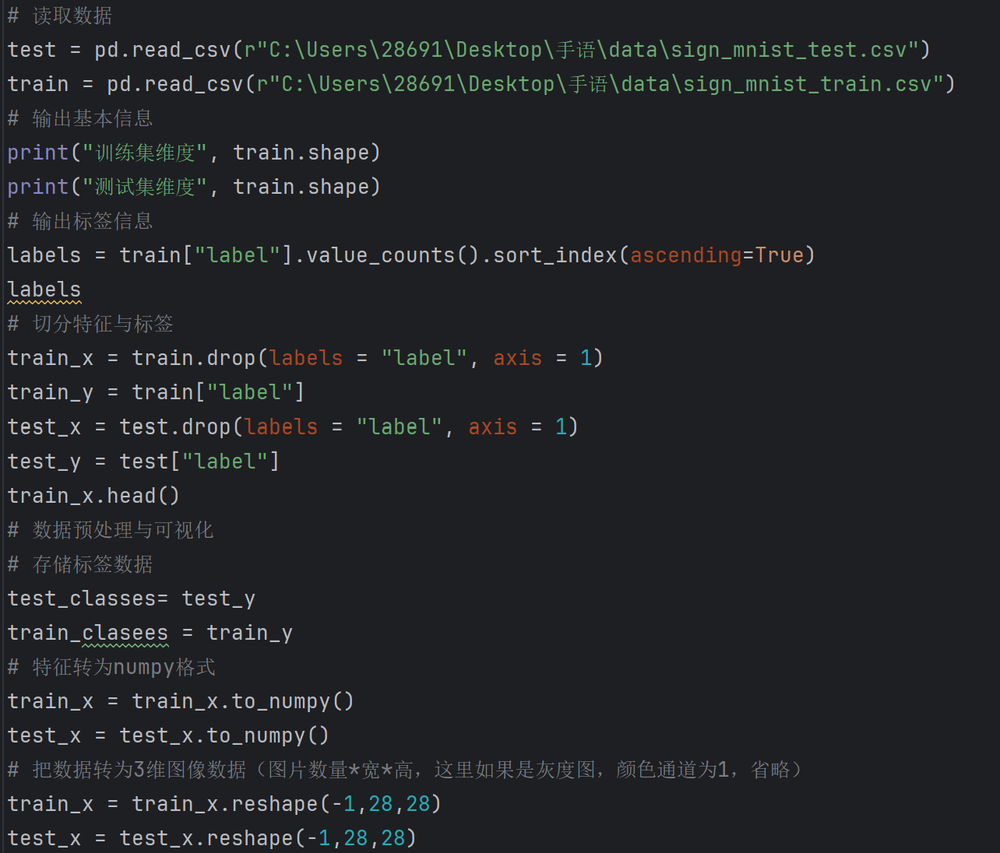 # 读取数据
test = pd.read_csv(r"C:\Users\28691\Desktop\手语\data\sign_mnist_test.csv")
train = pd.read_csv(r"C:\Users\28691\Desktop\手语\data\sign_mnist_train.csv")
# 输出基本信息
print("训练集维度", train.shape)
print("测试集维度", train.shape)
# 输出标签信息
labels = train["label"].value_counts().sort_index(ascending=True)
labels
# 切分特征与标签
train_x = train.drop(labels = "label", axis = 1)
train_y = train["label"]
test_x = test.drop(labels = "label", axis = 1)
test_y = test["label"]
train_x.head()
# 数据预处理与可视化
# 存储标签数据
test_classes= test_y
train_clasees = train_y
# 特征转为numpy格式
train_x = train_x.to_numpy()
test_x = test_x.to_numpy()
# 把数据转为3维图像数据（图片数量*宽*高，这里如果是灰度图，颜色通道为1，省略）
train_x = train_x.reshape(-1,28,28)
test_x = test_x.reshape(-1,28,28)